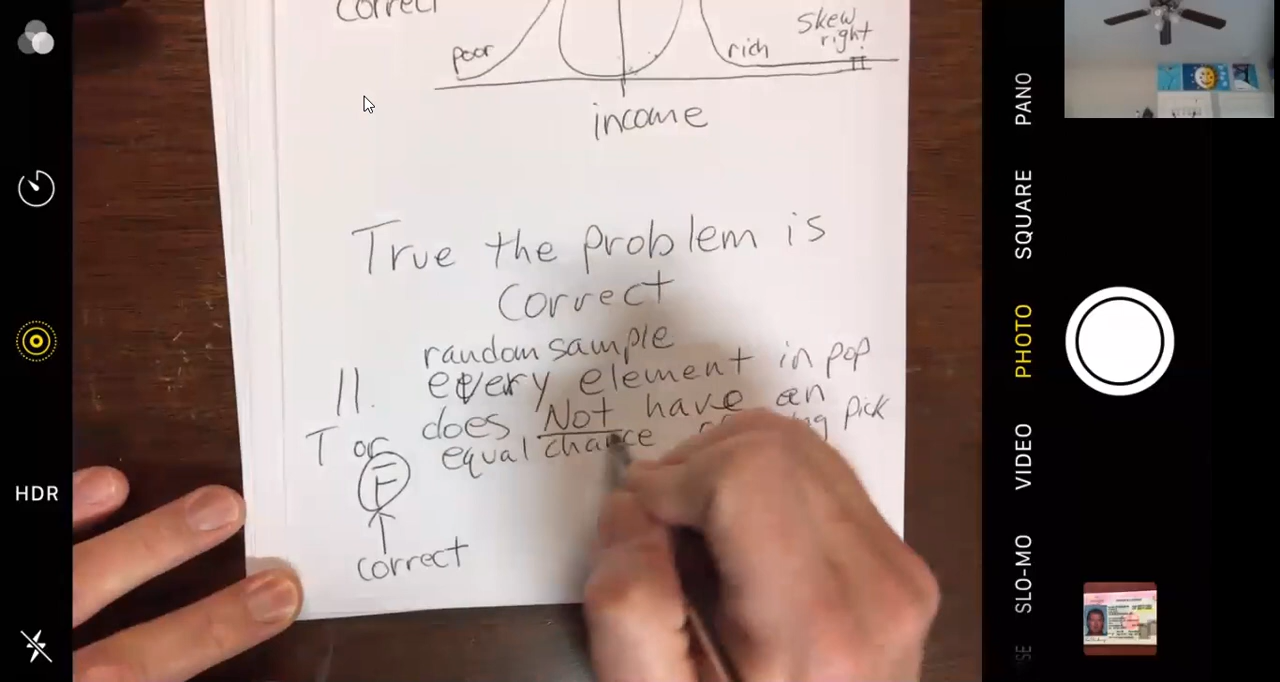 correct
poor
rich
Skew
right
income
True the problem is
Correct
random sample
11. every element in pop
does Not have an
T or F equal chance pick
correct
HDR
PANO
SQUARE
PHOTO
VIDEO
SLO-MO
SE